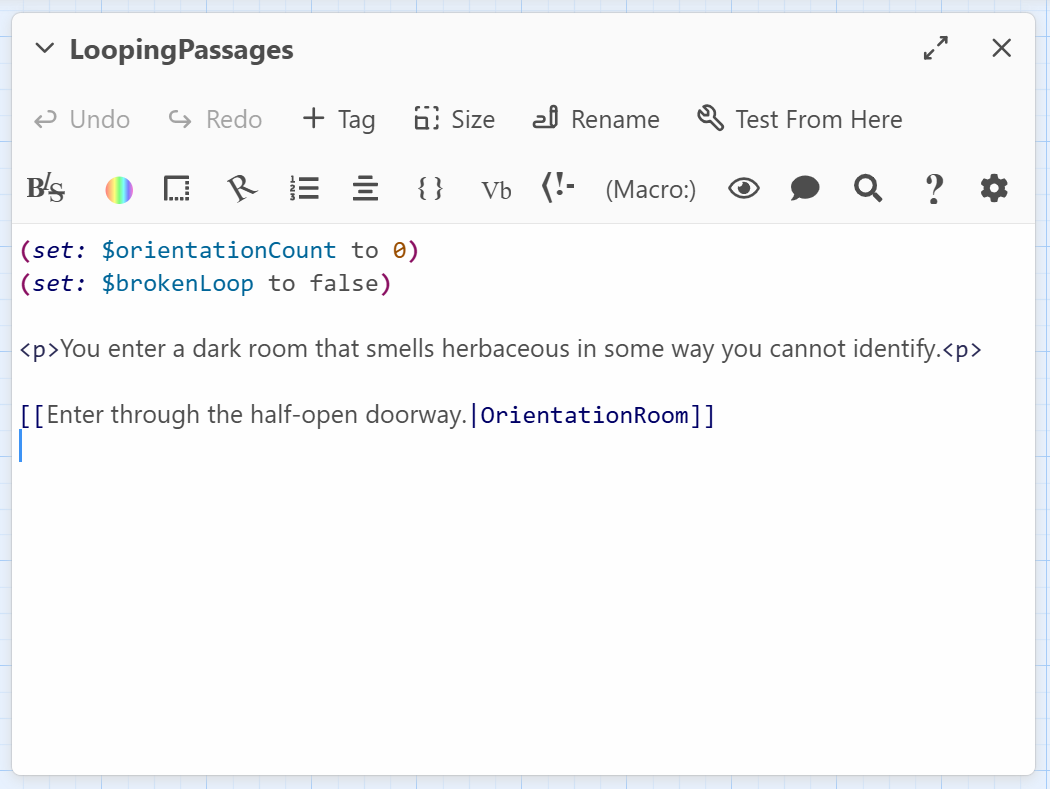 LoopingPassages
Undo Redo + Tag Size Rename Test From Here
B/S { } Vb (Macro:) ?
(set: $orientationCount to 0)
(set: $brokenLoop to false)
<p>You enter a dark room that smells herbaceous in some way you cannot identify.<p>
[[Enter through the half-open doorway.|OrientationRoom]]